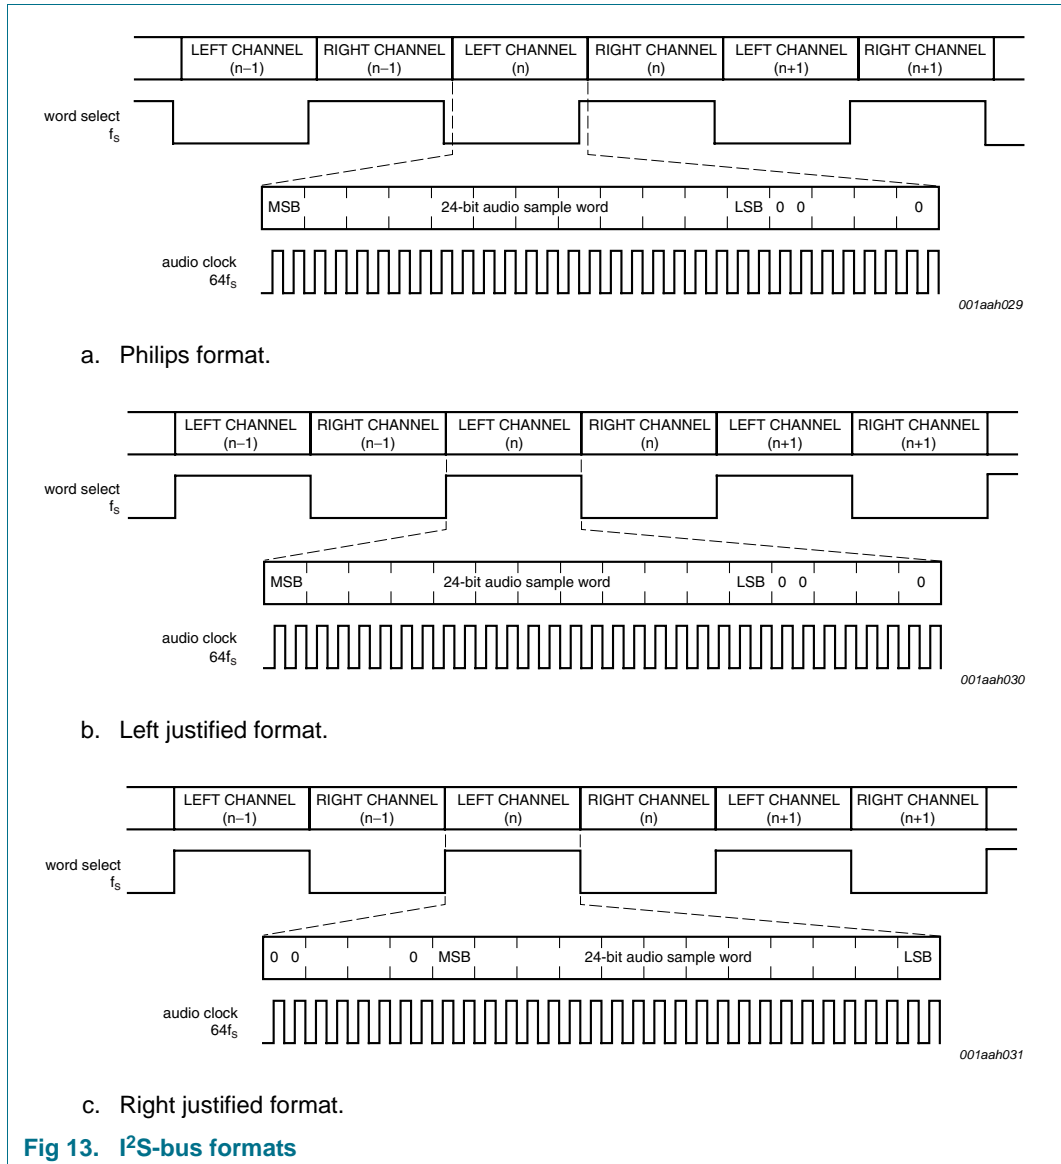 LEFT CHANNEL RIGHT CHANNEL LEFT CHANNEL RIGHT CHANNEL LEFT CHANNEL RIGHT CHANNEL
(n−1) (n−1) (n) (n) (n+1) (n+1)
word select
fS
MSB 24-bit audio sample word LSB 0 0 0
audio clock
64fS
001aah029
a. Philips format.
LEFT CHANNEL RIGHT CHANNEL LEFT CHANNEL RIGHT CHANNEL LEFT CHANNEL RIGHT CHANNEL
(n−1) (n−1) (n) (n) (n+1) (n+1)
word select
fS
MSB 24-bit audio sample word LSB 0 0 0
audio clock
64fS
001aah030
b. Left justified format.
LEFT CHANNEL RIGHT CHANNEL LEFT CHANNEL RIGHT CHANNEL LEFT CHANNEL RIGHT CHANNEL
(n−1) (n−1) (n) (n) (n+1) (n+1)
word select
fS
0 0 0 MSB 24-bit audio sample word LSB
audio clock
64fS
001aah031
c. Right justified format.
Fig 13. I²S-bus formats